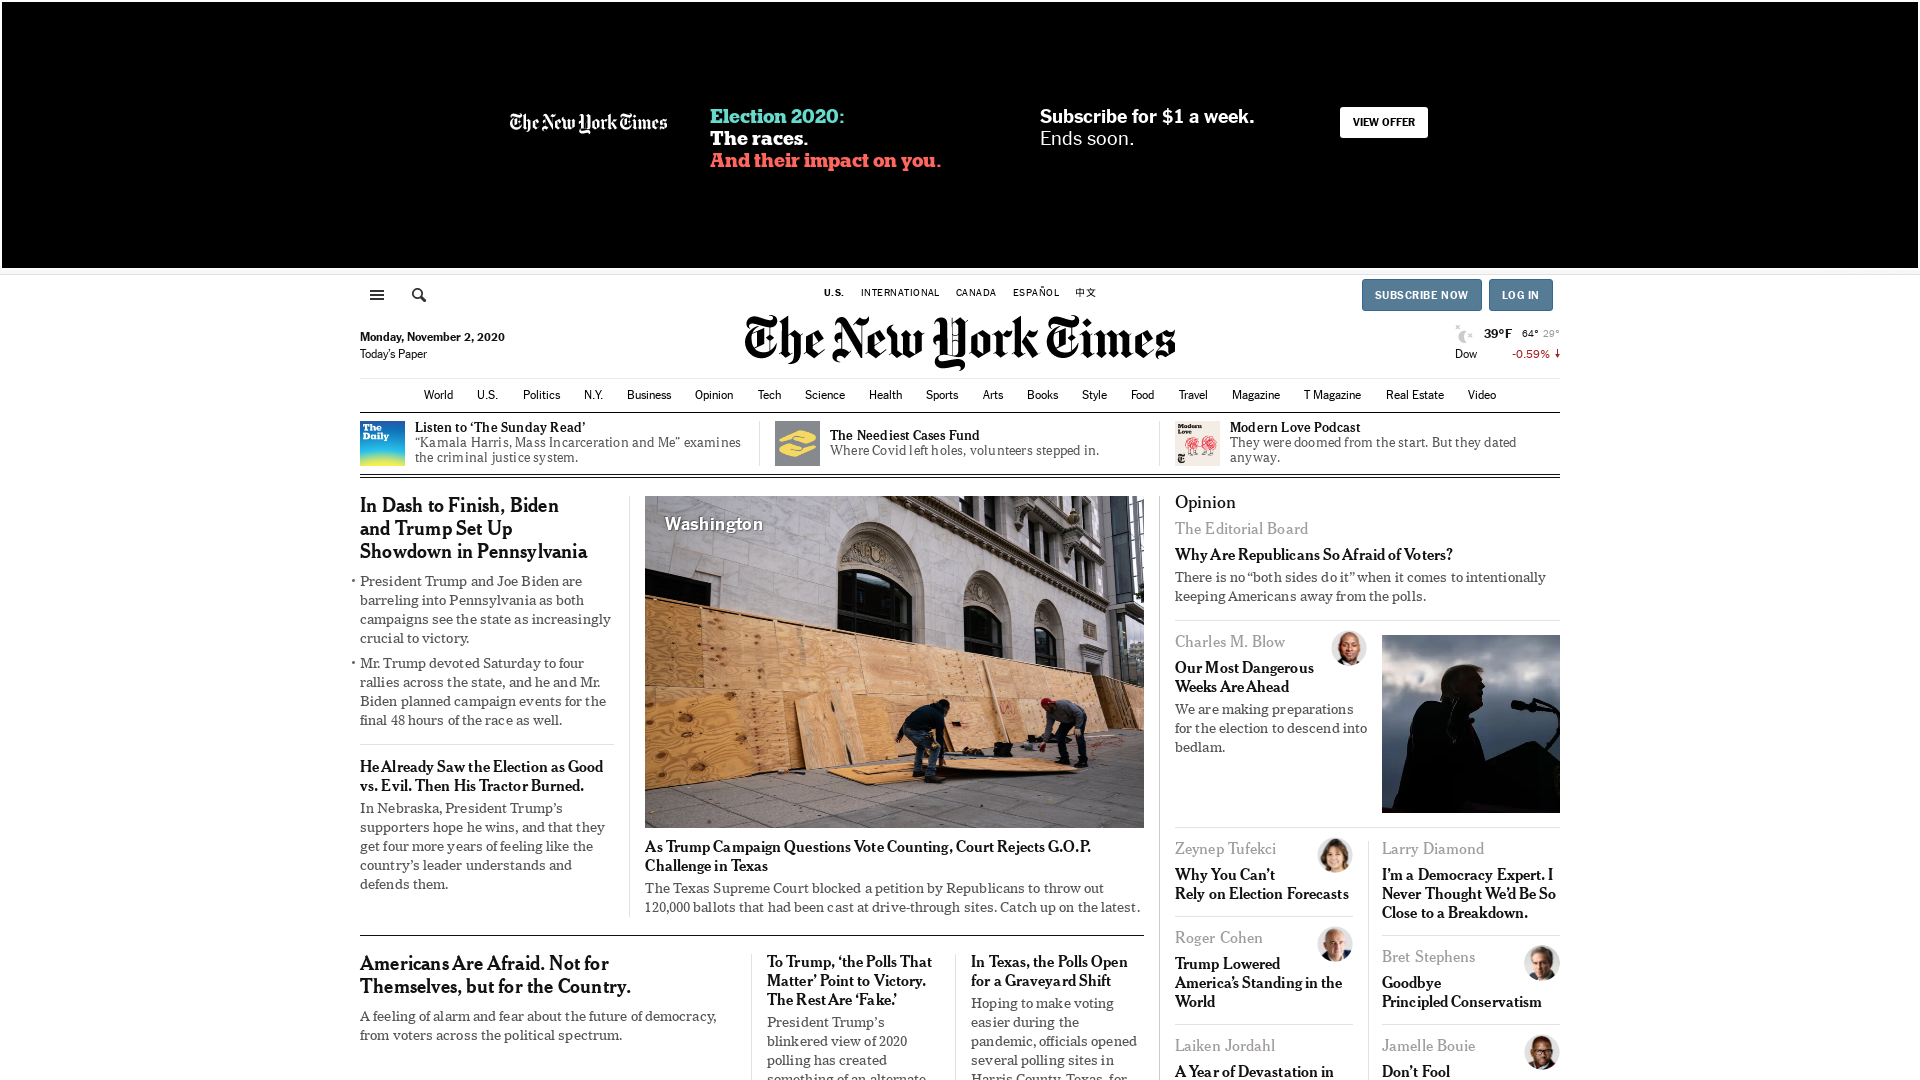 The New York Times
Election 2020:
The races.
And their impact on you.
Subscribe for $1 a week.
Ends soon.
VIEW OFFER
U.S. INTERNATIONAL CANADA ESPAÑOL 中文
SUBSCRIBE NOW LOG IN
Monday, November 2, 2020
Today's Paper
The New York Times
39°F 64° 29°
Dow -0.59%
World U.S. Politics N.Y. Business Opinion Tech Science Health Sports Arts Books Style Food Travel Magazine T Magazine Real Estate Video
The
Daily
Listen to ‘The Sunday Read’
“Kamala Harris, Mass Incarceration and Me” examines
the criminal justice system.
The Neediest Cases Fund
Where Covid left holes, volunteers stepped in.
Modern
Love
Modern Love Podcast
They were doomed from the start. But they dated
anyway.
In Dash to Finish, Biden
and Trump Set Up
Showdown in Pennsylvania
President Trump and Joe Biden are
barreling into Pennsylvania as both
campaigns see the state as increasingly
crucial to victory.
Mr. Trump devoted Saturday to four
rallies across the state, and he and Mr.
Biden planned campaign events for the
final 48 hours of the race as well.
He Already Saw the Election as Good
vs. Evil. Then His Tractor Burned.
In Nebraska, President Trump’s
supporters hope he wins, and that they
get four more years of feeling like the
country’s leader understands and
defends them.
Washington
As Trump Campaign Questions Vote Counting, Court Rejects G.O.P.
Challenge in Texas
The Texas Supreme Court blocked a petition by Republicans to throw out
120,000 ballots that had been cast at drive-through sites. Catch up on the latest.
Americans Are Afraid. Not for
Themselves, but for the Country.
A feeling of alarm and fear about the future of democracy,
from voters across the political spectrum.
To Trump, ‘the Polls That
Matter’ Point to Victory.
The Rest Are ‘Fake.’
President Trump’s
blinkered view of 2020
polling has created
something of an alternate
In Texas, the Polls Open
for a Graveyard Shift
Hoping to make voting
easier during the
pandemic, officials opened
several polling sites in
Harris County, Texas, for
Opinion
The Editorial Board
Why Are Republicans So Afraid of Voters?
There is no “both sides do it” when it comes to intentionally
keeping Americans away from the polls.
Charles M. Blow
Our Most Dangerous
Weeks Are Ahead
We are making preparations
for the election to descend into
bedlam.
Zeynep Tufekci
Why You Can’t
Rely on Election Forecasts
Roger Cohen
Trump Lowered
America’s Standing in the
World
Laiken Jordahl
A Year of Devastation in
Larry Diamond
I’m a Democracy Expert. I
Never Thought We’d Be So
Close to a Breakdown.
Bret Stephens
Goodbye
Principled Conservatism
Jamelle Bouie
Don’t Fool